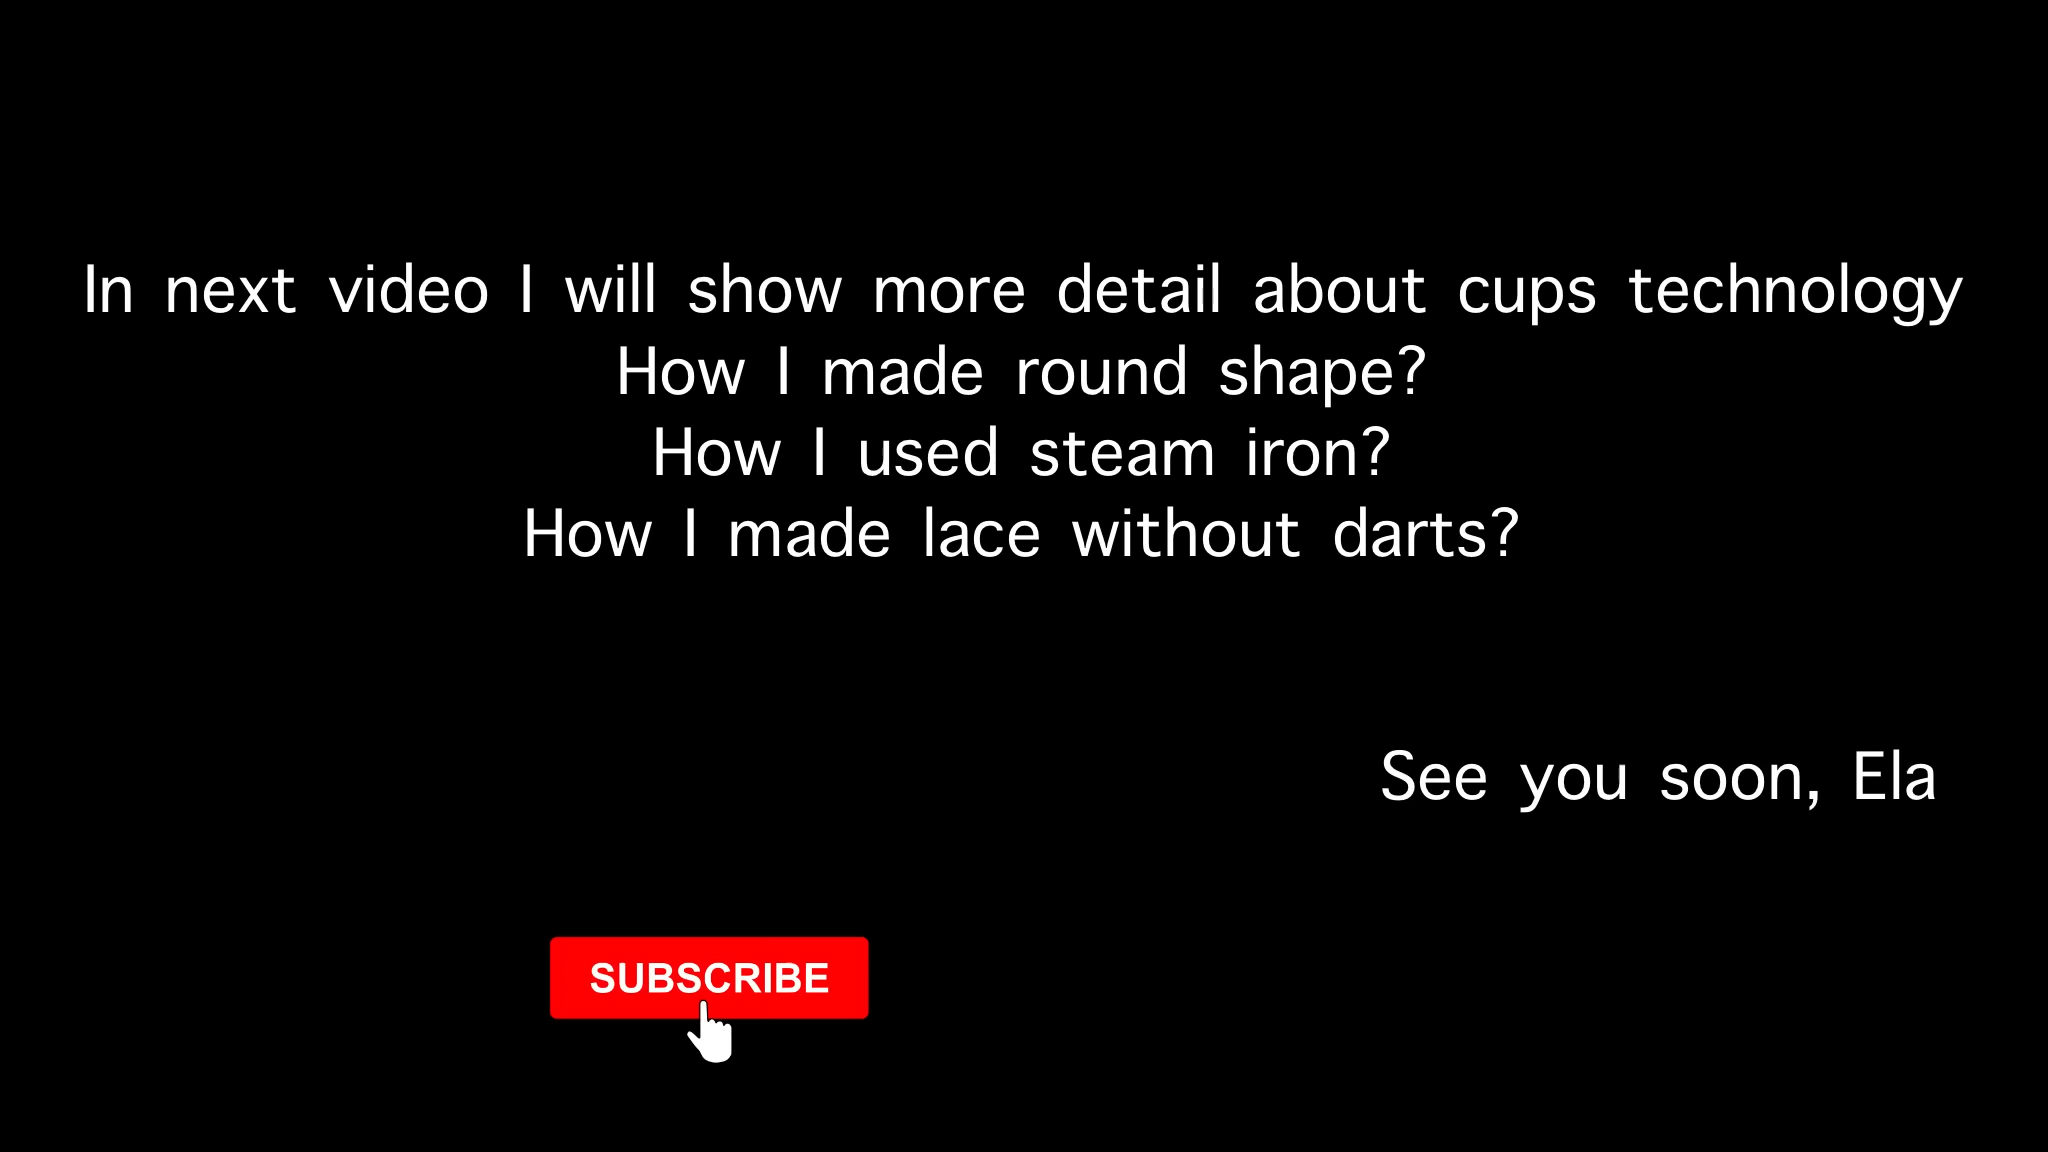 In next video I will show more detail about cups technology
How I made round shape?
How I used steam iron?
How I made lace without darts?
See you soon, Ela
SUBSCRIBE